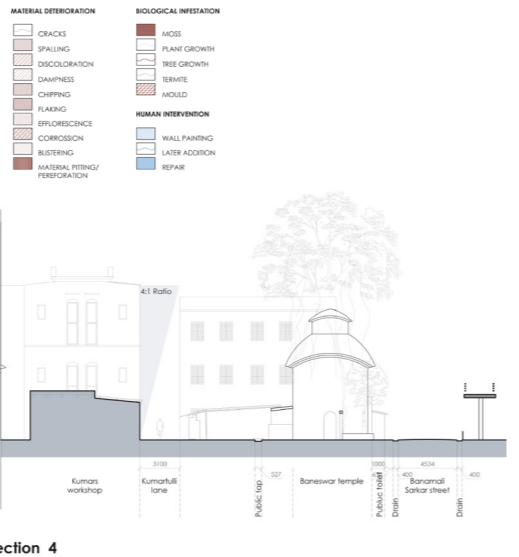 MATERIAL DETERIORATION
CRACKS
SPALLING
DISCOLORATION
DAMPNESS
CHIPPING
FLAKING
EFFLORESCENCE
CORROSSION
BLISTERING
MATERIAL PITTING/
PEREFORATION
BIOLOGICAL INFESTATION
MOSS
PLANT GROWTH
TREE GROWTH
TERMITE
MOULD
HUMAN INTERVENTION
WALL PAINTING
LATER ADDITION
REPAIR
4:1 Ratio
3100
527
1000
400
4534
400
Kumars
workshop
Kumartulli
lane
Public tap
Baneswar temple
Publuc toilet
Drain
Banamali
Sarkar street
Drain
ection 4